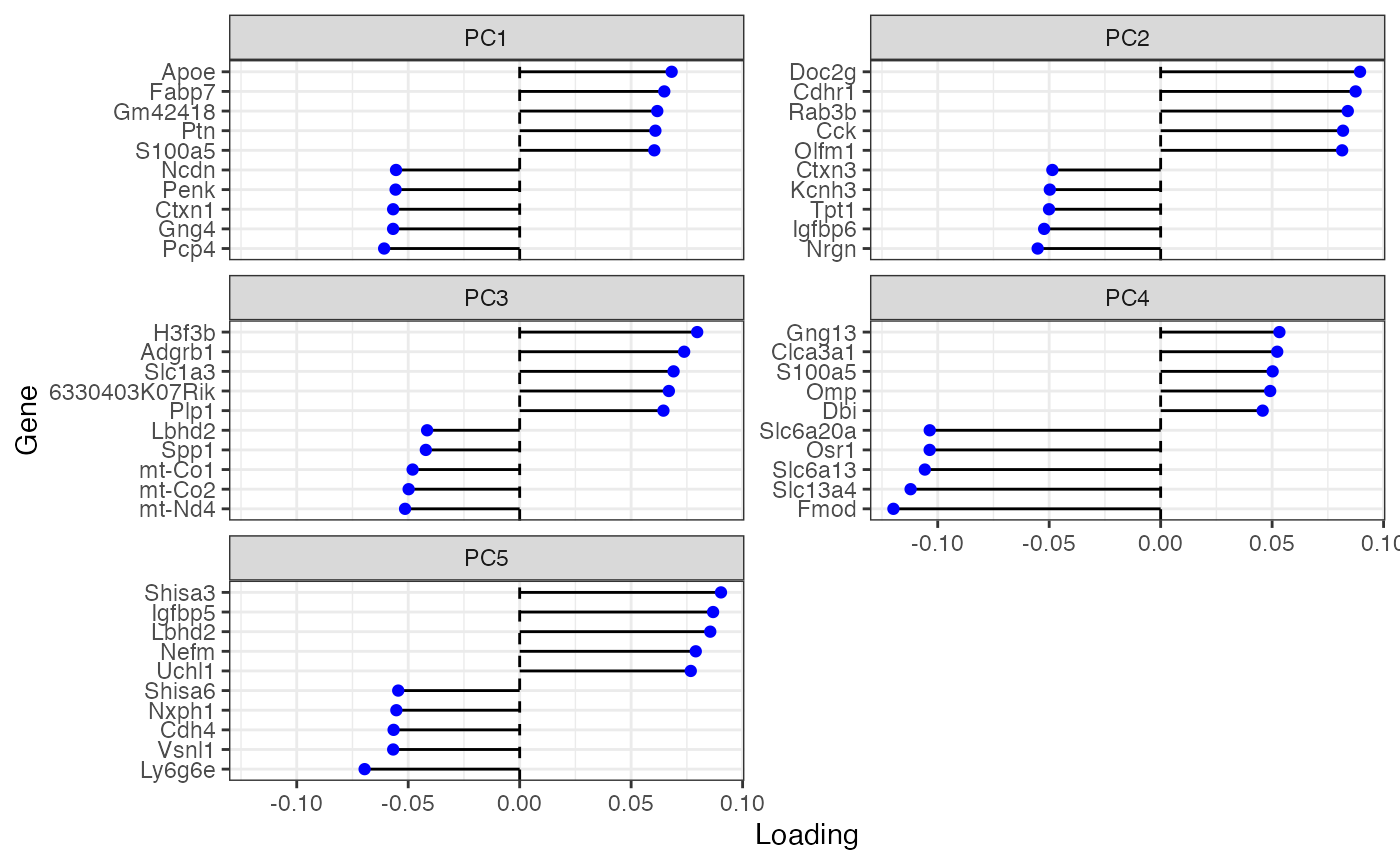 PC1
Apoe
Fabp7
Gm42418
Ptn
S100a5
Ncdn
Penk
Ctxn1
Gng4
Pcp4
PC2
Doc2g
Cdhr1
Rab3b
Cck
Olfm1
Ctxn3
Kcnh3
Tpt1
Igfbp6
Nrgn
PC3
H3f3b
Adgrb1
Slc1a3
6330403K07Rik
Plp1
Lbhd2
Spp1
mt-Co1
mt-Co2
mt-Nd4
PC4
Gng13
Clca3a1
S100a5
Omp
Dbi
Slc6a20a
Osr1
Slc6a13
Slc13a4
Fmod
-0.10 -0.05 0.00 0.05 0.10
PC5
Shisa3
Igfbp5
Lbhd2
Nefm
Uchl1
Shisa6
Nxph1
Cdh4
Vsnl1
Ly6g6e
-0.10 -0.05 0.00 0.05 0.10
Loading
Gene